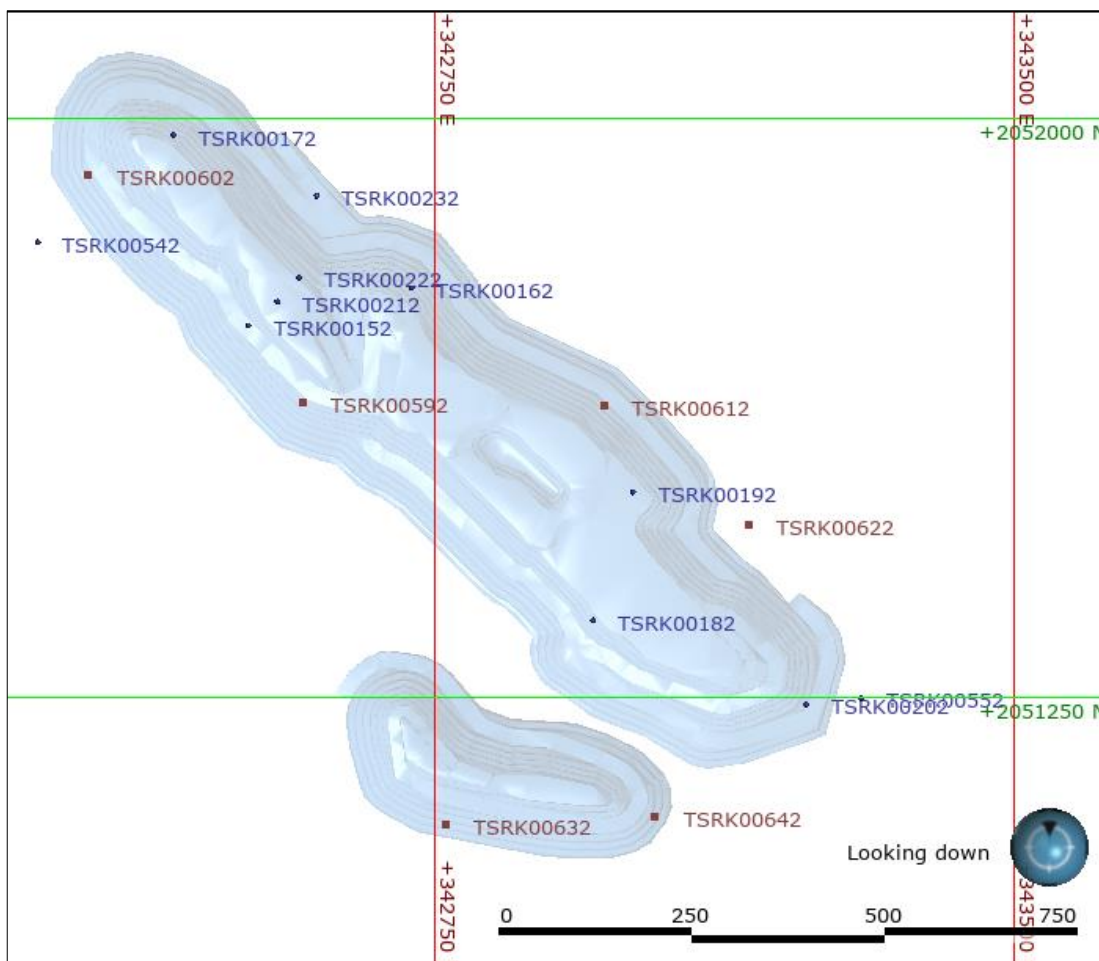 +342750 E
+343500 E
+2052000 N
TSRK00172
TSRK00602
TSRK00232
TSRK00542
TSRK00222
TSRK00162
TSRK00212
TSRK00152
TSRK00592
TSRK00612
TSRK00192
TSRK00622
TSRK00182
TSRK00552
TSRK00202
+2051250 N
TSRK00642
TSRK00632
Looking down
+342750
+343500
0 250 500 750